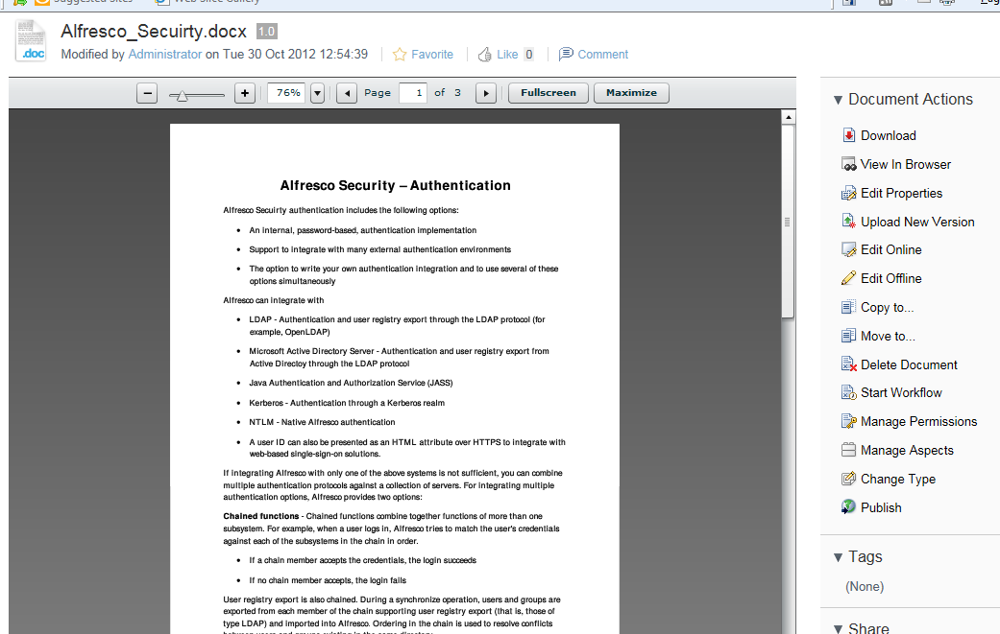 Suggested Sites Web Slice Gallery
Alfresco_Secuirty.docx 1.0
.doc
Modified by Administrator on Tue 30 Oct 2012 12:54:39 Favorite Like 0 Comment
76% Page 1 of 3 Fullscreen Maximize
Alfresco Security – Authentication
Alfresco Secuirty authentication includes the following options:
• An internal, password-based, authentication implementation
• Support to integrate with many external authentication environments
• The option to write your own authentication integration and to use several of these
options simultaneously
Alfresco can integrate with
• LDAP - Authentication and user registry export through the LDAP protocol (for
example, OpenLDAP)
• Microsoft Active Directory Server - Authentication and user registry export from
Active Directoy through the LDAP protocol
• Java Authentication and Authorization Service (JASS)
• Kerberos - Authentication through a Kerberos realm
• NTLM - Native Alfresco authentication
• A user ID can also be presented as an HTML attribute over HTTPS to integrate with
web-based single-sign-on solutions.
If integrating Alfresco with only one of the above systems is not sufficient, you can combine
multiple authentication protocols against a collection of servers. For integrating multiple
authentication options, Alfresco provides two options:
Chained functions - Chained functions combine together functions of more than one
subsystem. For example, when a user logs in, Alfresco tries to match the user's credentials
against each of the subsystems in the chain in order.
• If a chain member accepts the credentials, the login succeeds
• If no chain member accepts, the login fails
User registry export is also chained. During a synchronize operation, users and groups are
exported from each member of the chain supporting user registry export (that is, those of
type LDAP) and imported into Alfresco. Ordering in the chain is used to resolve conflicts
between users and groups existing in the same directory.
Document Actions
Download
View In Browser
Edit Properties
Upload New Version
Edit Online
Edit Offline
Copy to...
Move to...
Delete Document
Start Workflow
Manage Permissions
Manage Aspects
Change Type
Publish
Tags
(None)
Share